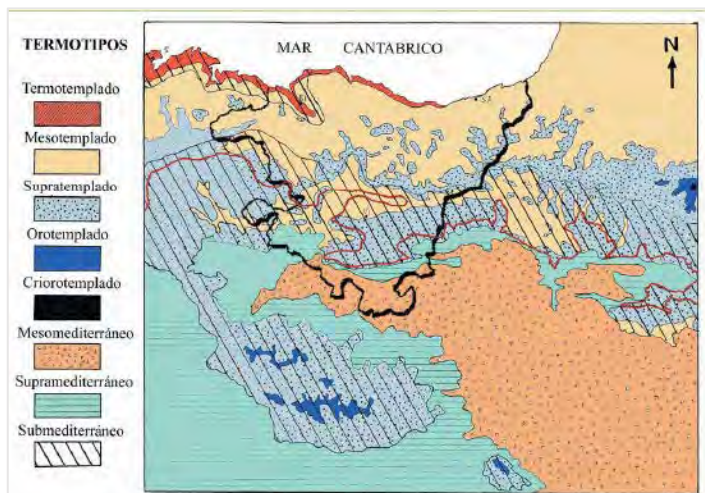 TERMOTIPOS
Termotemplado
Mesotemplado
Supratemplado
Orotemplado
Criorotemplado
Mesomediterráneo
Supramediterráneo
Submediterráneo
MAR CANTABRICO
N